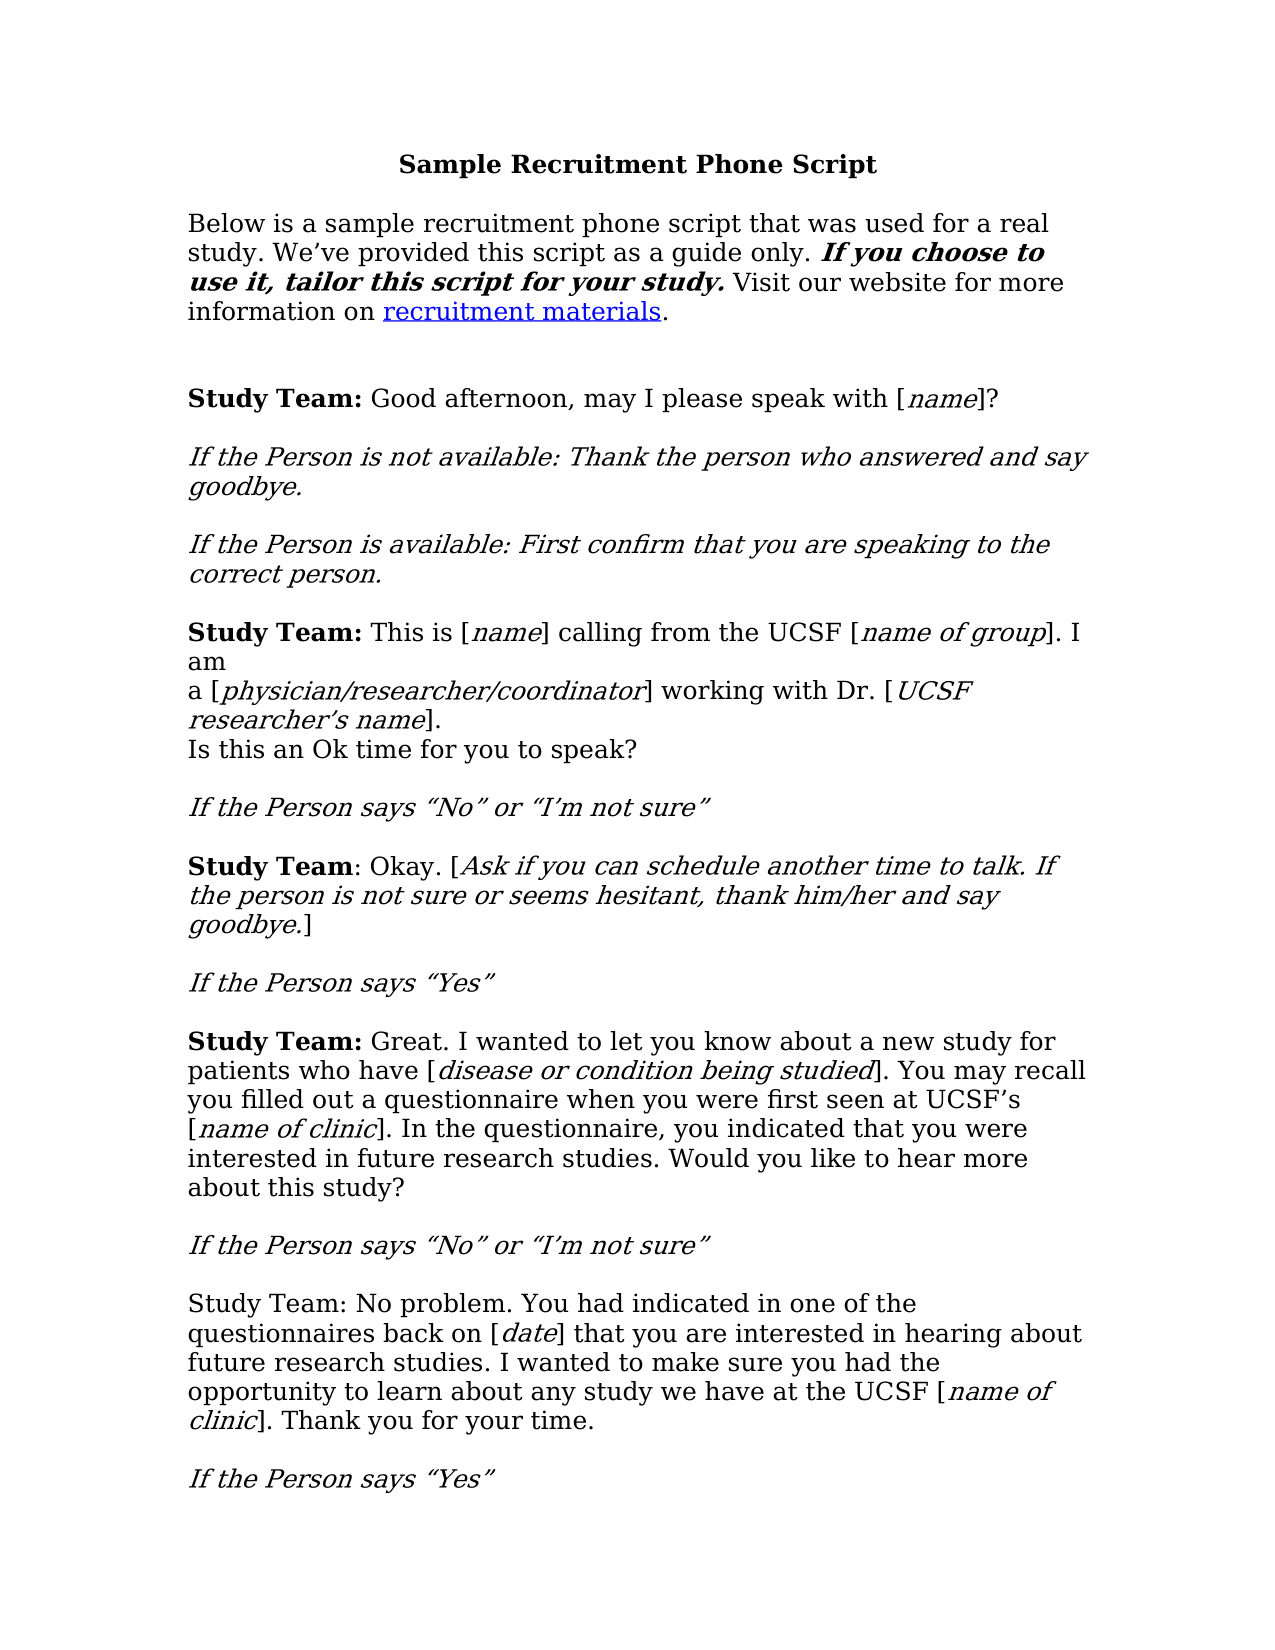 Sample Recruitment Phone Script
Below is a sample recruitment phone script that was used for a real
study. We’ve provided this script as a guide only. If you choose to
use it, tailor this script for your study. Visit our website for more
information on recruitment materials.
Study Team: Good afternoon, may I please speak with [name]?
If the Person is not available: Thank the person who answered and say
goodbye.
If the Person is available: First confirm that you are speaking to the
correct person.
Study Team: This is [name] calling from the UCSF [name of group]. I
am
a [physician/researcher/coordinator] working with Dr. [UCSF
researcher’s name].
Is this an Ok time for you to speak?
If the Person says “No” or “I’m not sure”
Study Team: Okay. [Ask if you can schedule another time to talk. If
the person is not sure or seems hesitant, thank him/her and say
goodbye.]
If the Person says “Yes”
Study Team: Great. I wanted to let you know about a new study for
patients who have [disease or condition being studied]. You may recall
you filled out a questionnaire when you were first seen at UCSF’s
[name of clinic]. In the questionnaire, you indicated that you were
interested in future research studies. Would you like to hear more
about this study?
If the Person says “No” or “I’m not sure”
Study Team: No problem. You had indicated in one of the
questionnaires back on [date] that you are interested in hearing about
future research studies. I wanted to make sure you had the
opportunity to learn about any study we have at the UCSF [name of
clinic]. Thank you for your time.
If the Person says “Yes”